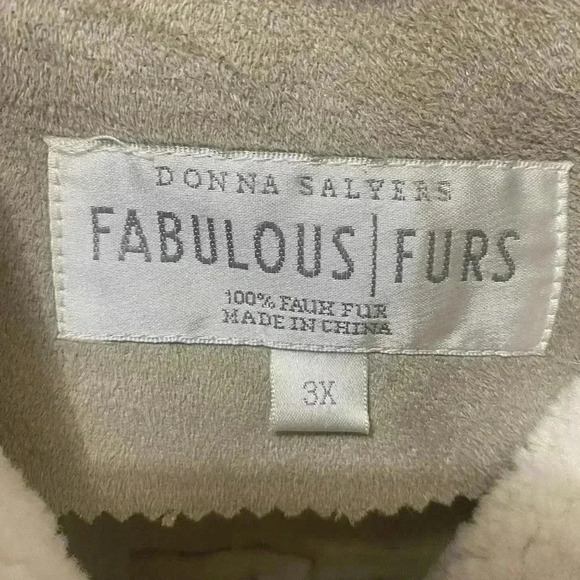 DONNA SALYERS
FABULOUS | FURS
100% FAUX FUR
MADE IN CHINA
3X